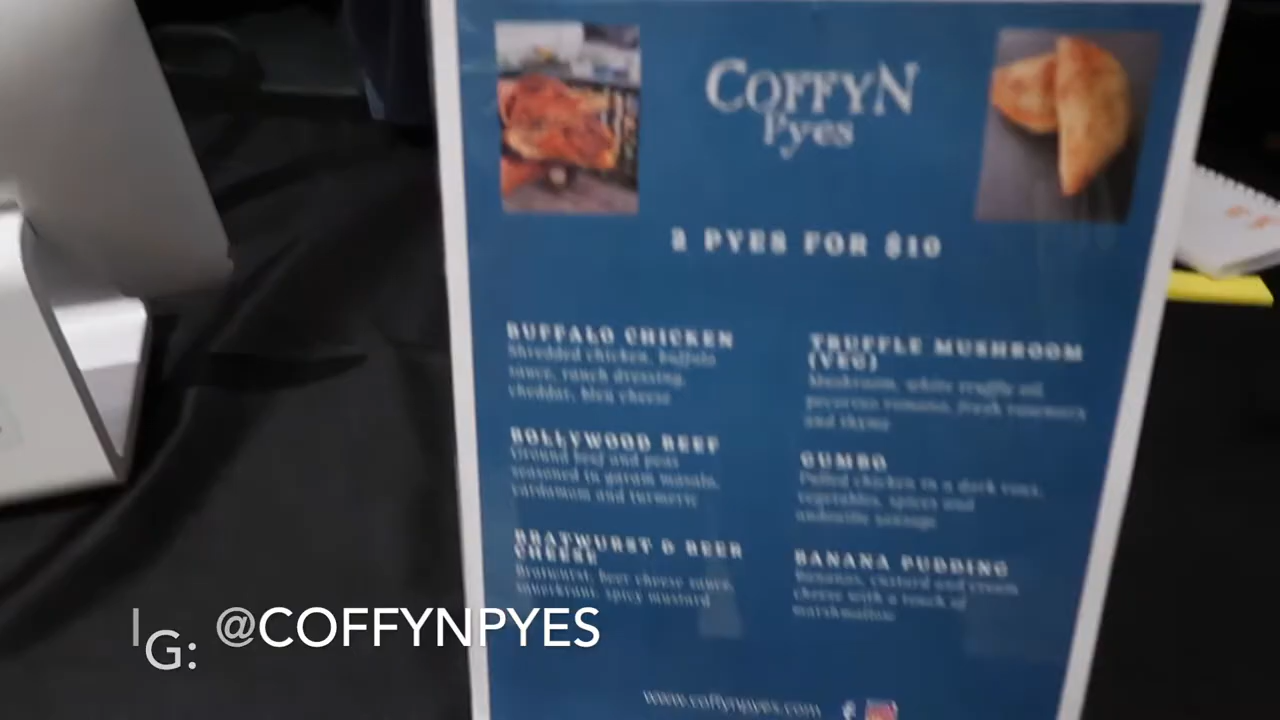 COFFYN
Pyes
2 PYES FOR $10
BUFFALO CHICKEN
Shredded chicken, buffalo
sauce, ranch dressing,
cheddar, bleu cheese
BOLLYWOOD BEEF
Ground beef and peas
seasoned in garam masala,
cardamom and turmeric
BRATWURST & BEER
CHEESE
Bratwurst, beer cheese sauce,
sauerkraut, spicy mustard
TRUFFLE MUSHROOM
(VEG)
Mushroom, white truffle oil,
pecorino romano, fresh rosemary
and thyme
GUMBO
Pulled chicken in a dark roux,
vegetables, spices and
andouille sausage
BANANA PUDDING
Bananas, custard and cream
cheese with a touch of
marshmallow
www.coffynpyes.com
IG: @COFFYNPYES